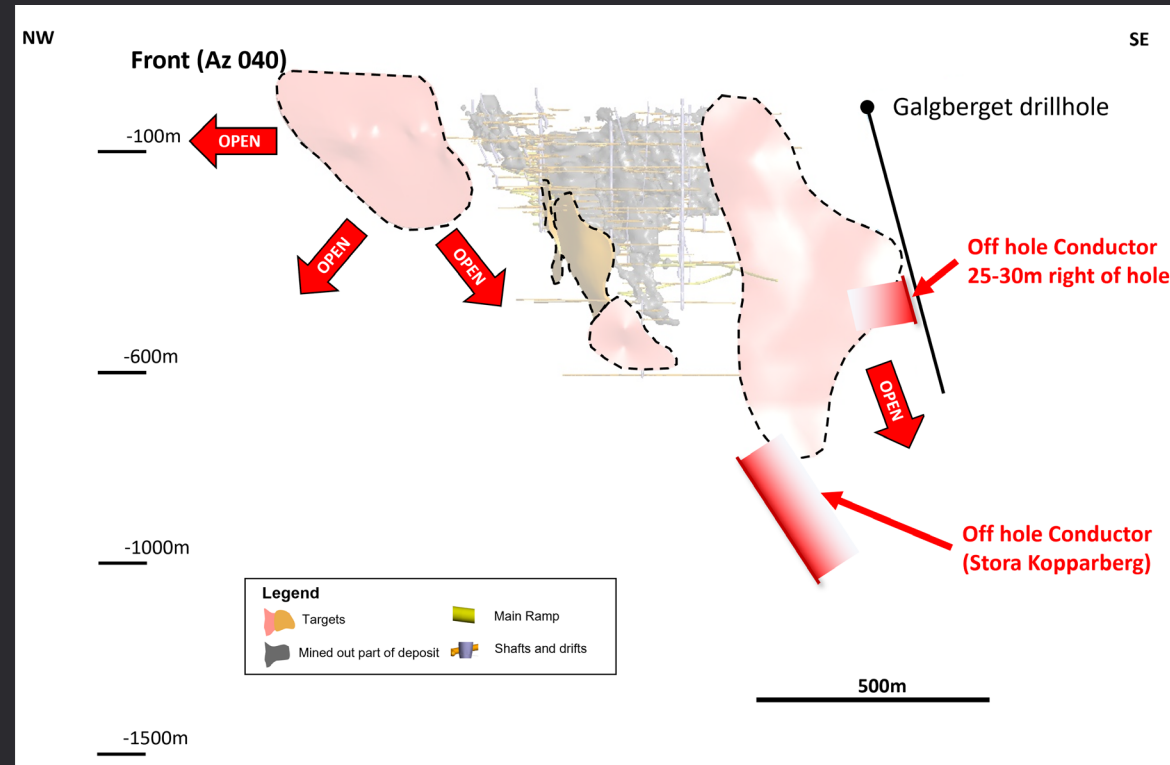 NW
SE
Front (Az 040)
-100m
OPEN
Galgberget drillhole
OPEN
OPEN
Off hole Conductor
25-30m right of hole
-600m
OPEN
Off hole Conductor
(Stora Kopparberg)
-1000m
Legend
Targets
Main Ramp
Mined out part of deposit
Shafts and drifts
500m
-1500m